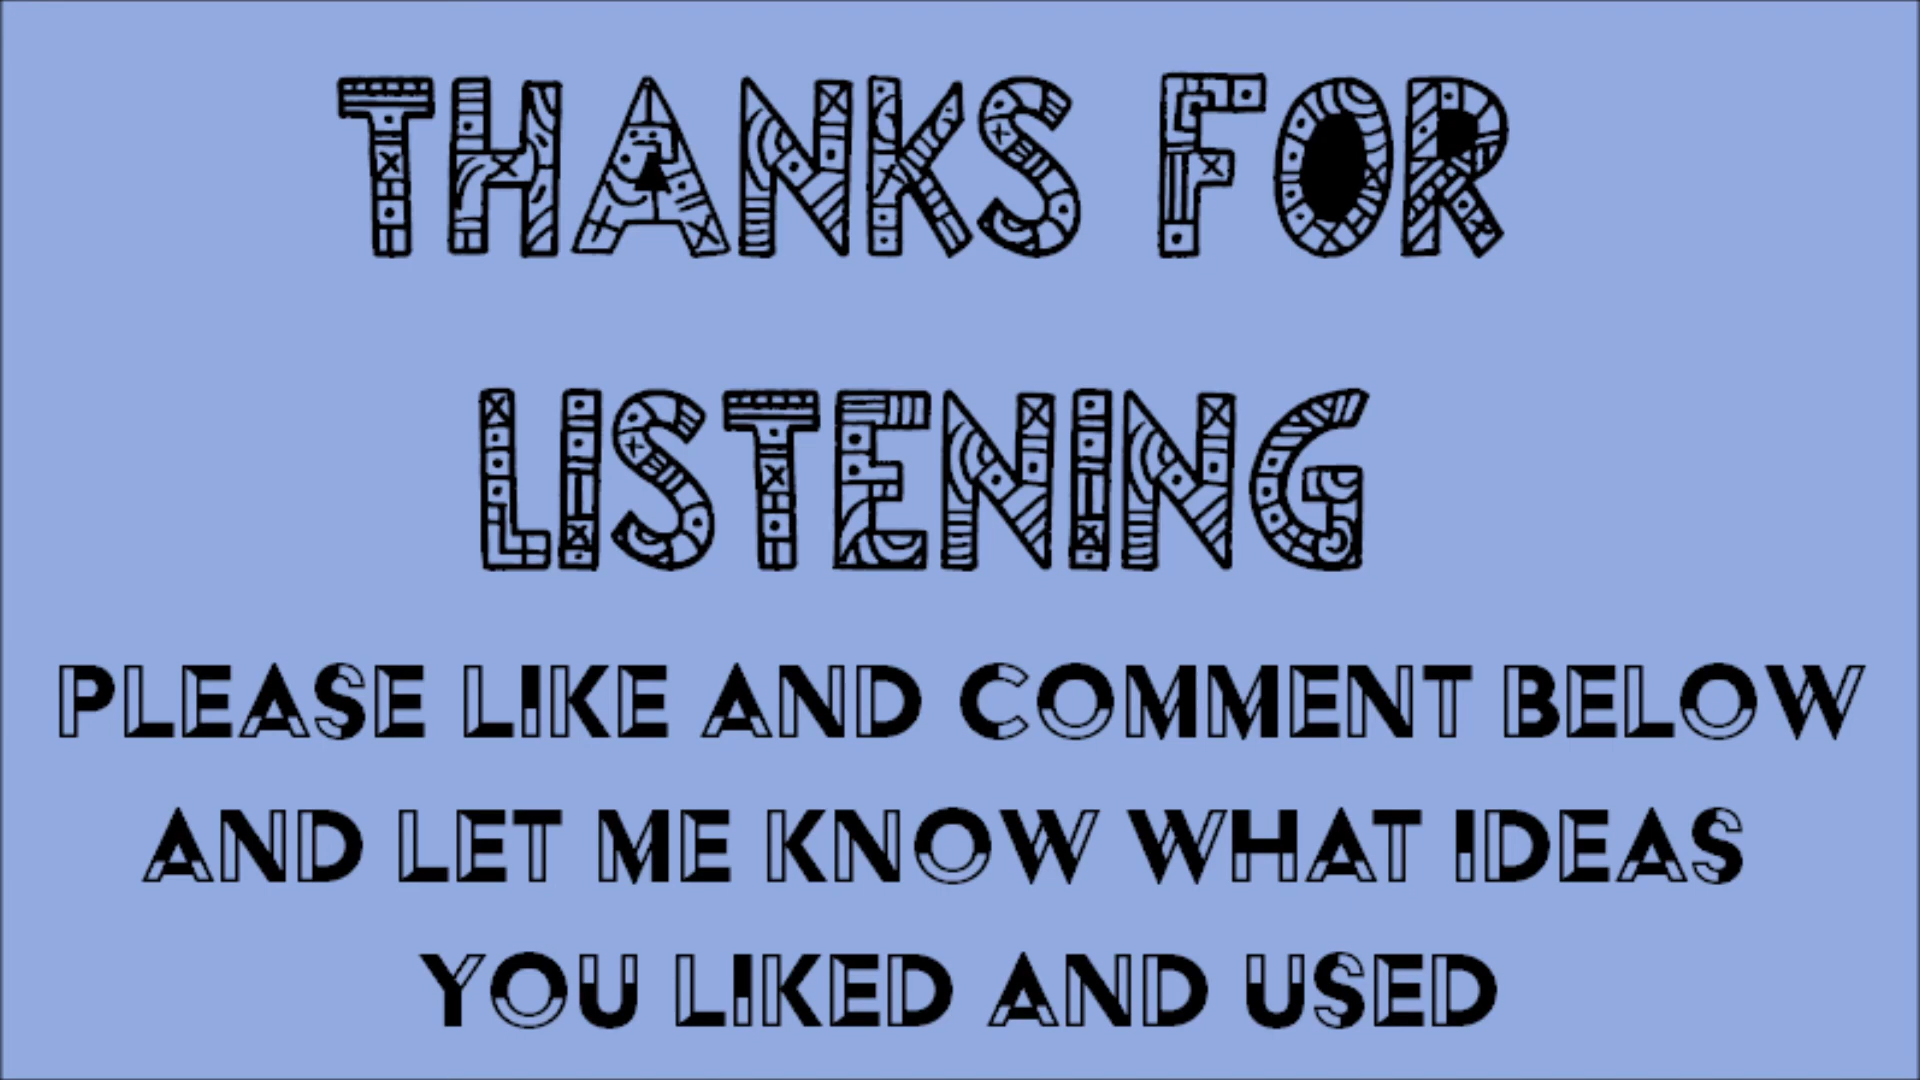 THANKS FOR
LISTENING
PLEASE LIKE AND COMMENT BELOW
AND LET ME KNOW WHAT IDEAS
YOU LIKED AND USED